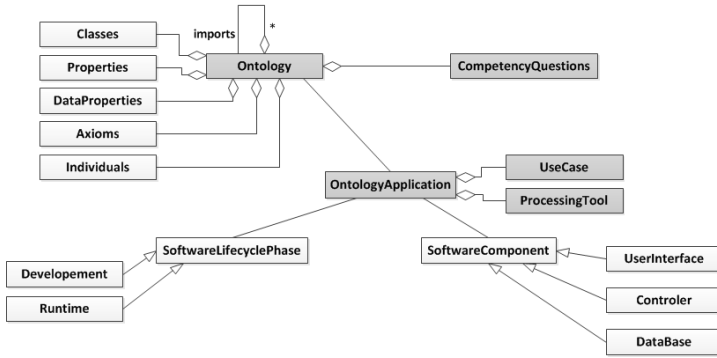 Classes
imports
*
Ontology
Properties
CompetencyQuestions
DataProperties
Axioms
Individuals
UseCase
OntologyApplication
ProcessingTool
SoftwareLifecyclePhase
SoftwareComponent
UserInterface
Developement
Controler
Runtime
DataBase